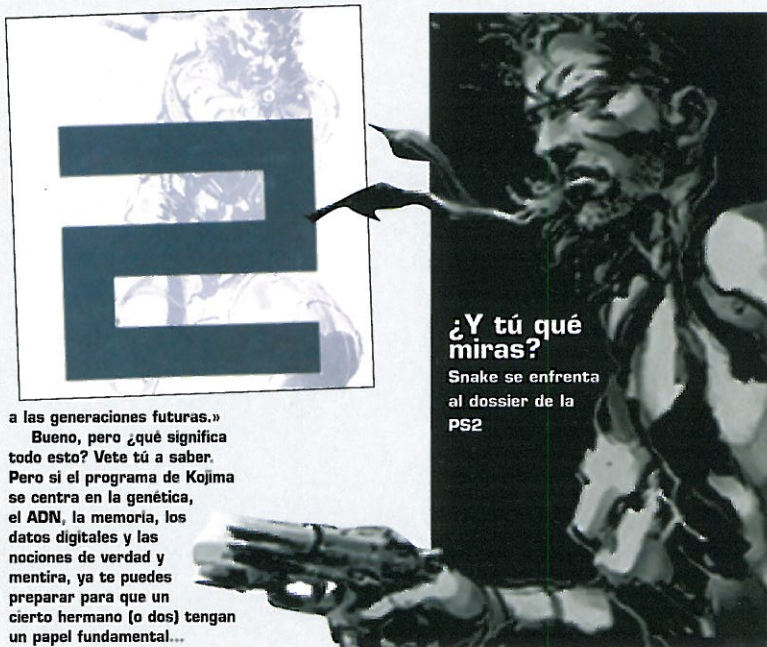 2
a las generaciones futuras.»
Bueno, pero ¿qué significa
todo esto? Vete tú a saber.
Pero si el programa de Kojima
se centra en la genética,
el ADN, la memoria, los
datos digitales y las
nociones de verdad y
mentira, ya te puedes
preparar para que un
cierto hermano (o dos) tengan
un papel fundamental...
¿Y tú qué
miras?
Snake se enfrenta
al dossier de la
PS2